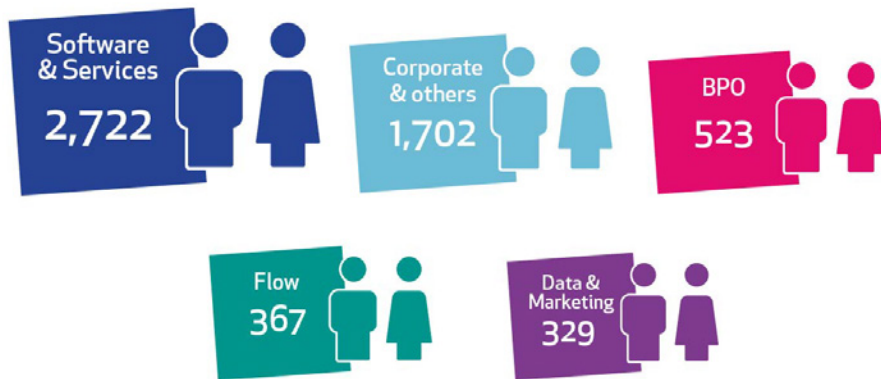 Software
& Services
2,722
Corporate
& others
1,702
BPO
523
Flow
367
Data &
Marketing
329